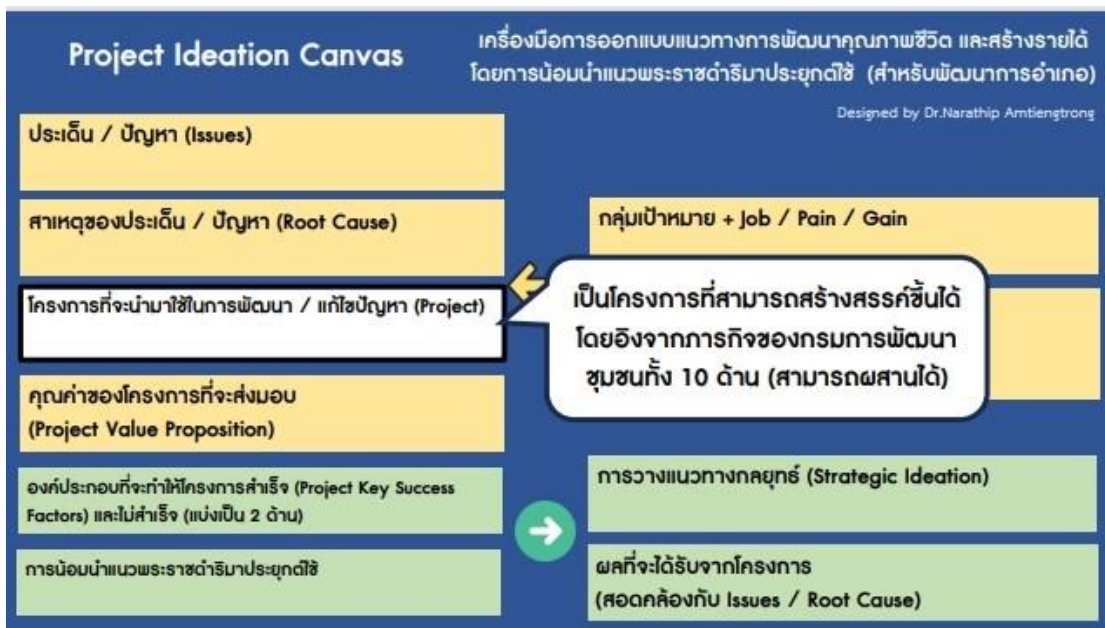 Project Ideation Canvas
เครื่องมือการออกแบบแนวทางการพัฒนาคุณภาพชีวิต และสร้างรายได้
โดยการน้อมนำแนวพระราชดำริมาประยุกต์ใช้ (สำหรับพัฒนาการอำเภอ)
Designed by Dr.Narathip Amtiengtrong
ประเด็น / ปัญหา (Issues)
สาเหตุของประเด็น / ปัญหา (Root Cause)
กลุ่มเป้าหมาย + Job / Pain / Gain
โครงการที่จะนำมาใช้ในการพัฒนา / แก้ไขปัญหา (Project)
เป็นโครงการที่สามารถสร้างสรรค์ขึ้นได้
โดยอิงจากภารกิจของกรมการพัฒนา
ชุมชนทั้ง 10 ด้าน (สามารถผสานได้)
คุณค่าของโครงการที่จะส่งมอบ
(Project Value Proposition)
องค์ประกอบที่จะทำให้โครงการสำเร็จ (Project Key Success
Factors) และไม่สำเร็จ (แบ่งเป็น 2 ด้าน)
การวางแนวทางกลยุทธ์ (Strategic Ideation)
การน้อมนำแนวพระราชดำริมาประยุกต์ใช้
ผลที่จะได้รับจากโครงการ
(สอดคล้องกับ Issues / Root Cause)